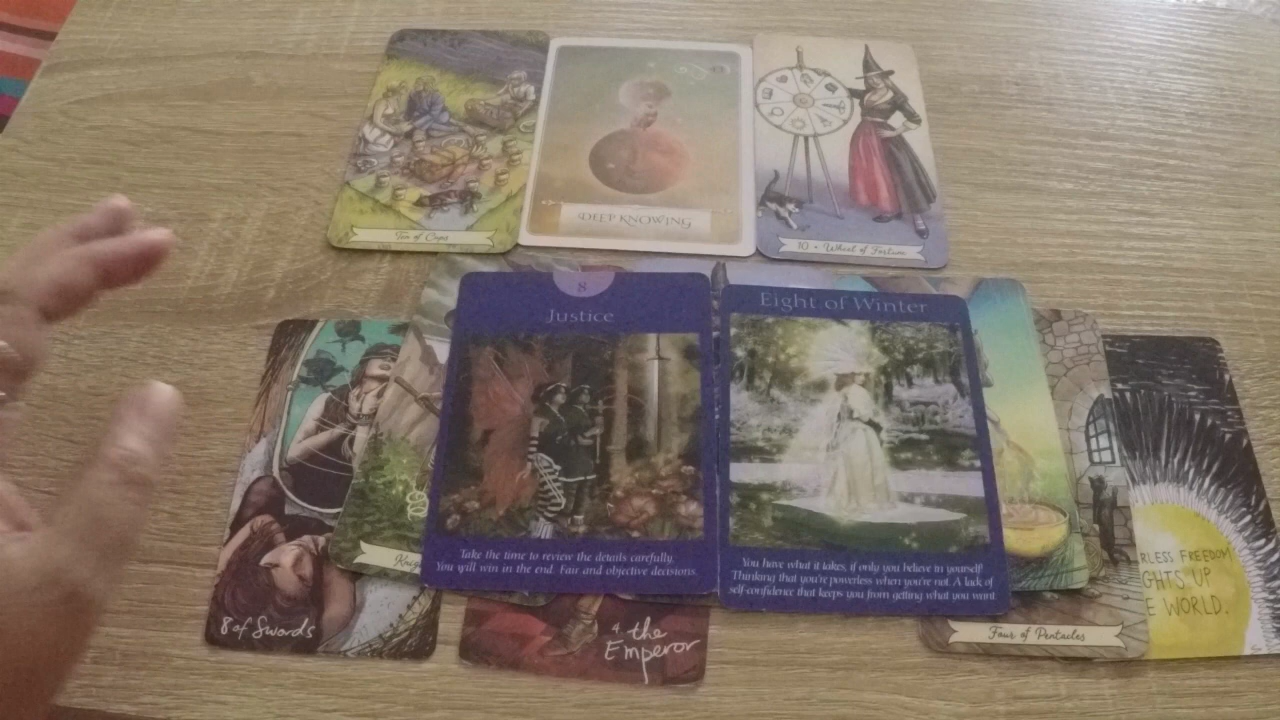 Ten of Cups
DEEP KNOWING
10 • Wheel of Fortune
8
Justice
Take the time to review the details carefully.
You will win in the end. Fair and objective decisions.
Eight of Winter
You have what it takes, if only you believe in yourself!
Thinking that you're powerless when you're not. A lack of
self-confidence that keeps you from getting what you want
8 of Swords
4. the
Emperor
Four of Pentacles
RLESS FREEDOM
GHTS UP
E WORLD.